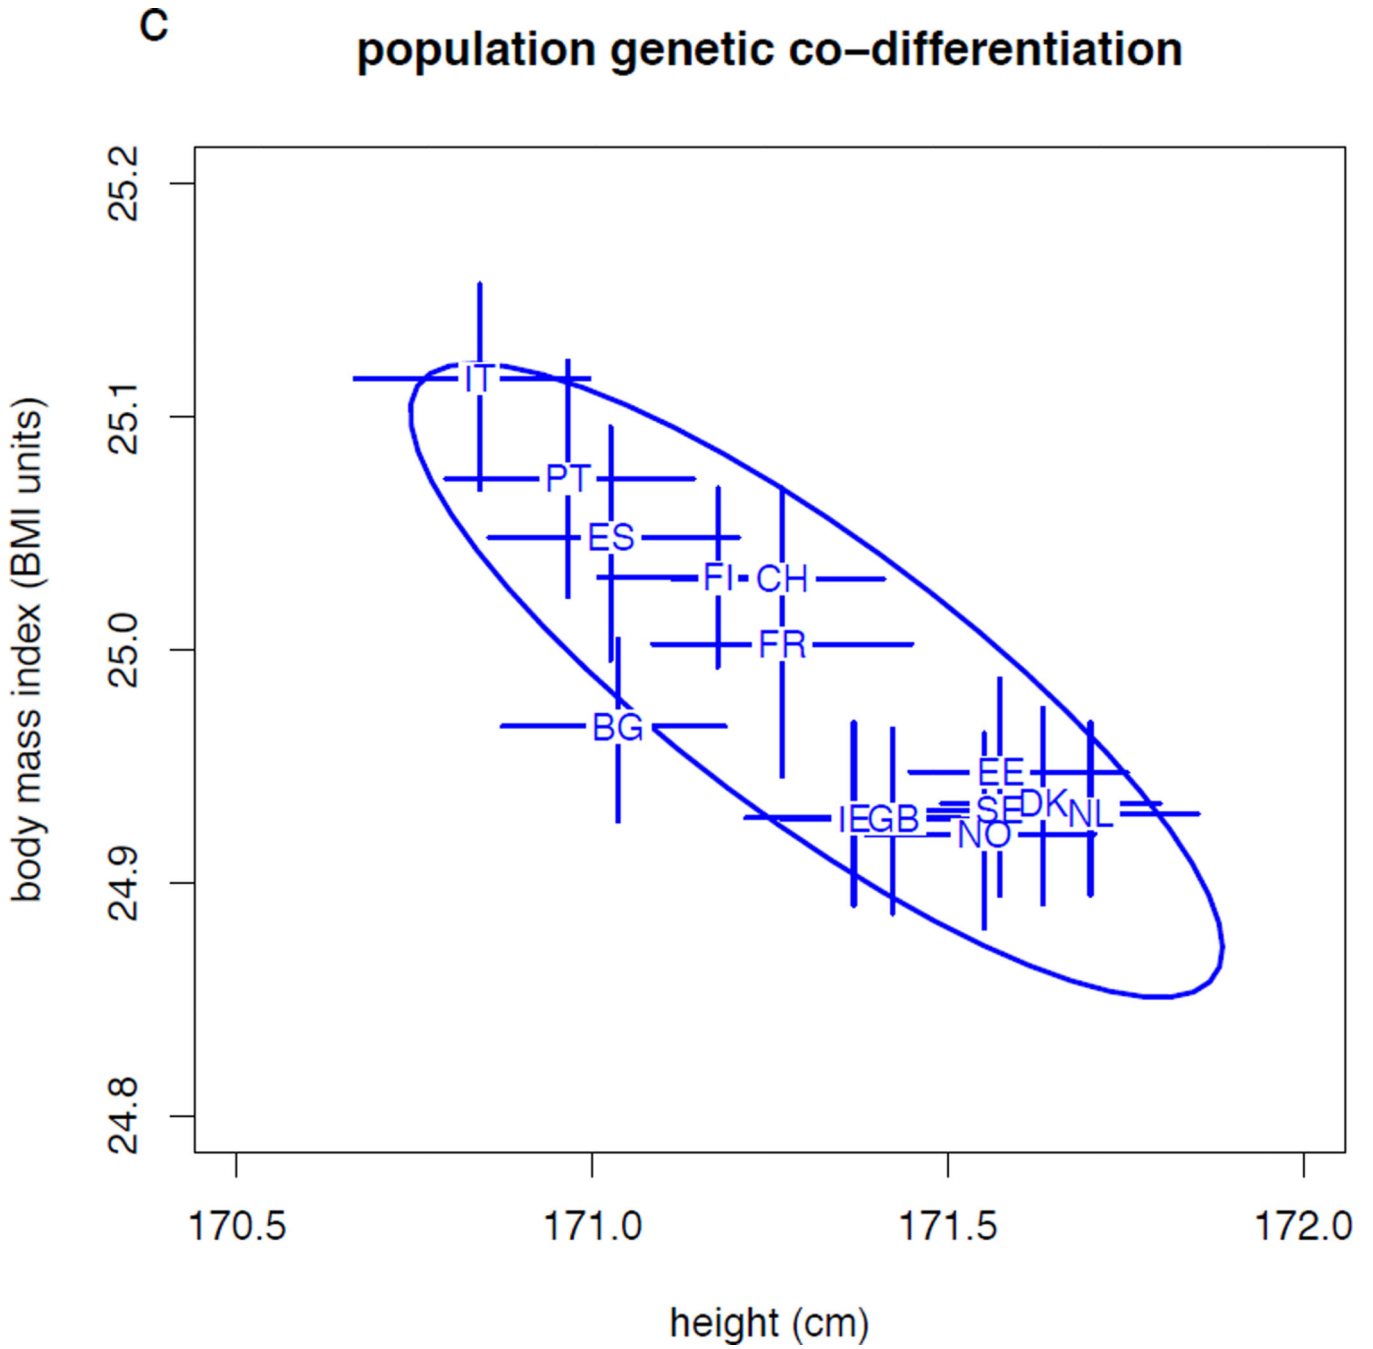 C
population genetic co−differentiation
body mass index (BMI units)
25.2
25.1
25.0
24.9
24.8
IT
PT
ES
FI
CH
FR
BG
EE
SE
DK
NL
IE
GB
NO
170.5
171.0
171.5
172.0
height (cm)